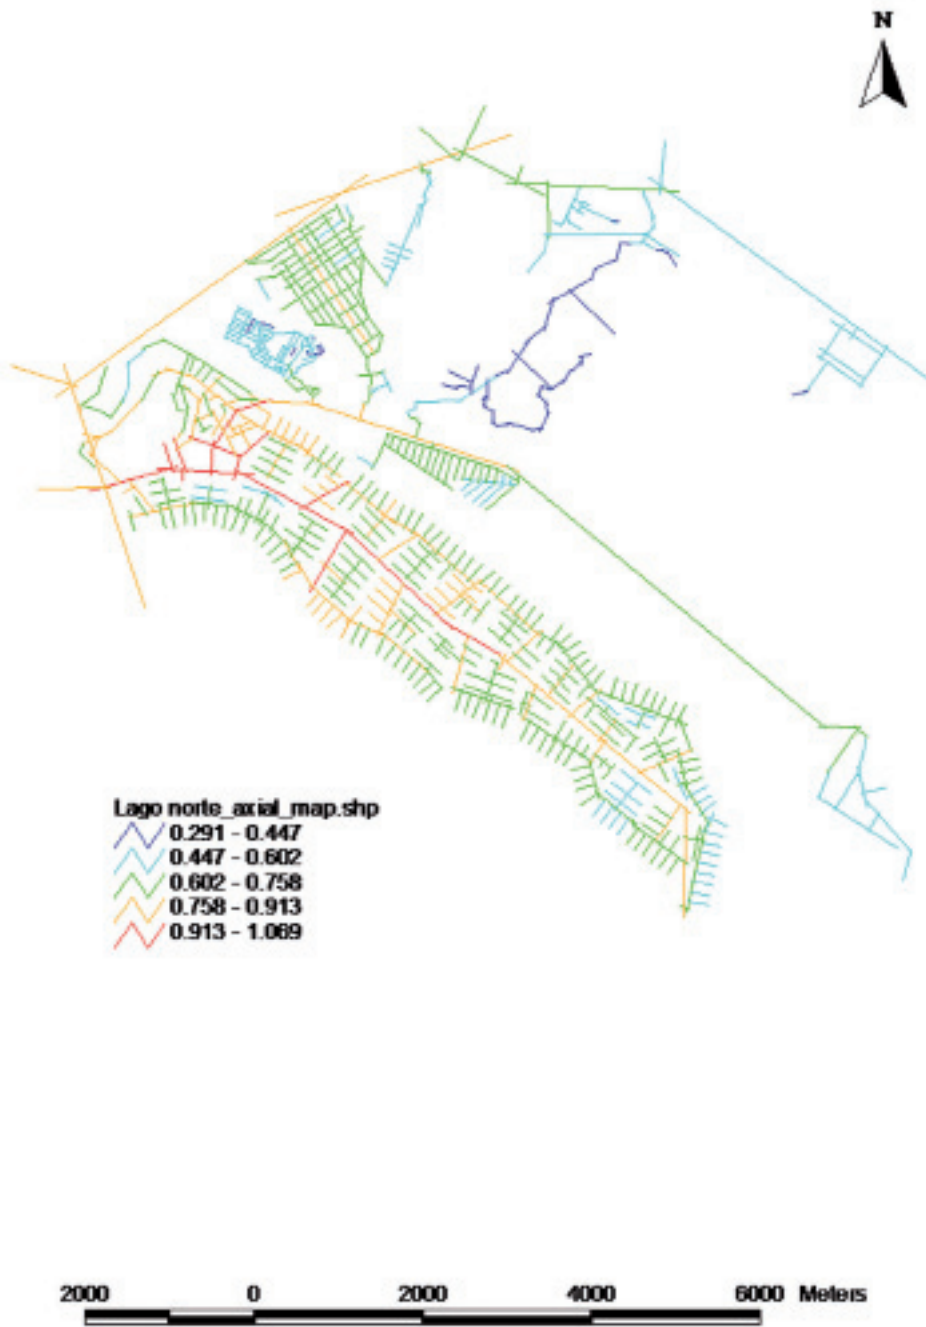 N
Lago norte_axial_map.shp
0.291 - 0.447
0.447 - 0.602
0.602 - 0.758
0.758 - 0.913
0.913 - 1.069
2000 0 2000 4000 6000 Meters